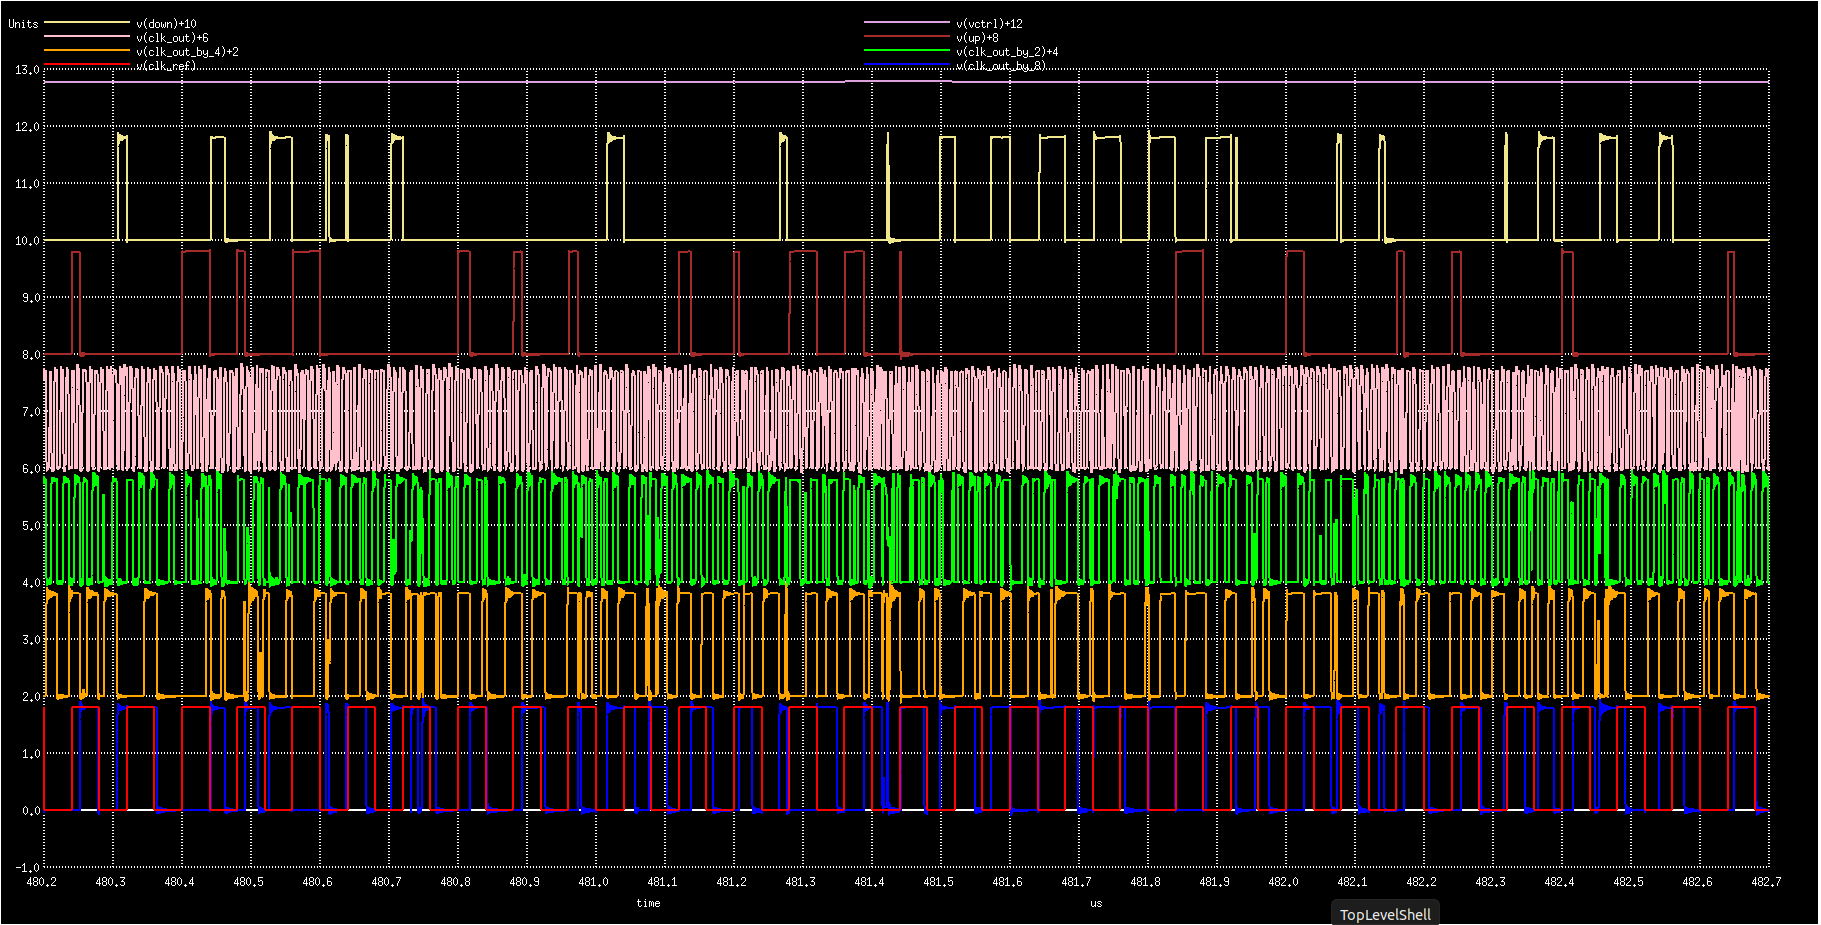 Units v(down)+10 v(vctrl)+12
v(clk_out)+6 v(up)+8
v(clk_out_by_4)+2 v(clk_out_by_2)+4
v(clk_ref) v(clk_out_by_8)
13.0
12.0
11.0
10.0
9.0
8.0
7.0
6.0
5.0
4.0
3.0
2.0
1.0
0.0
-1.0
480.2 480.3 480.4 480.5 480.6 480.7 480.8 480.9 481.0 481.1 481.2 481.3 481.4 481.5 481.6 481.7 481.8 481.9 482.0 482.1 482.2 482.3 482.4 482.5 482.6 482.7
time us
TopLevelShell